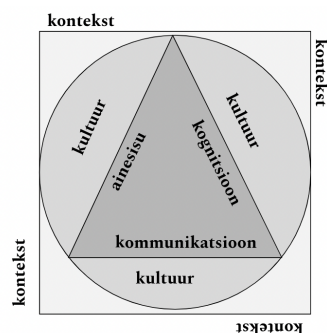 kontekst
kontekst
kultuur
kultuur
ainesisu
kognitsioon
kommunikatsioon
kultuur
kontekst
kontekst